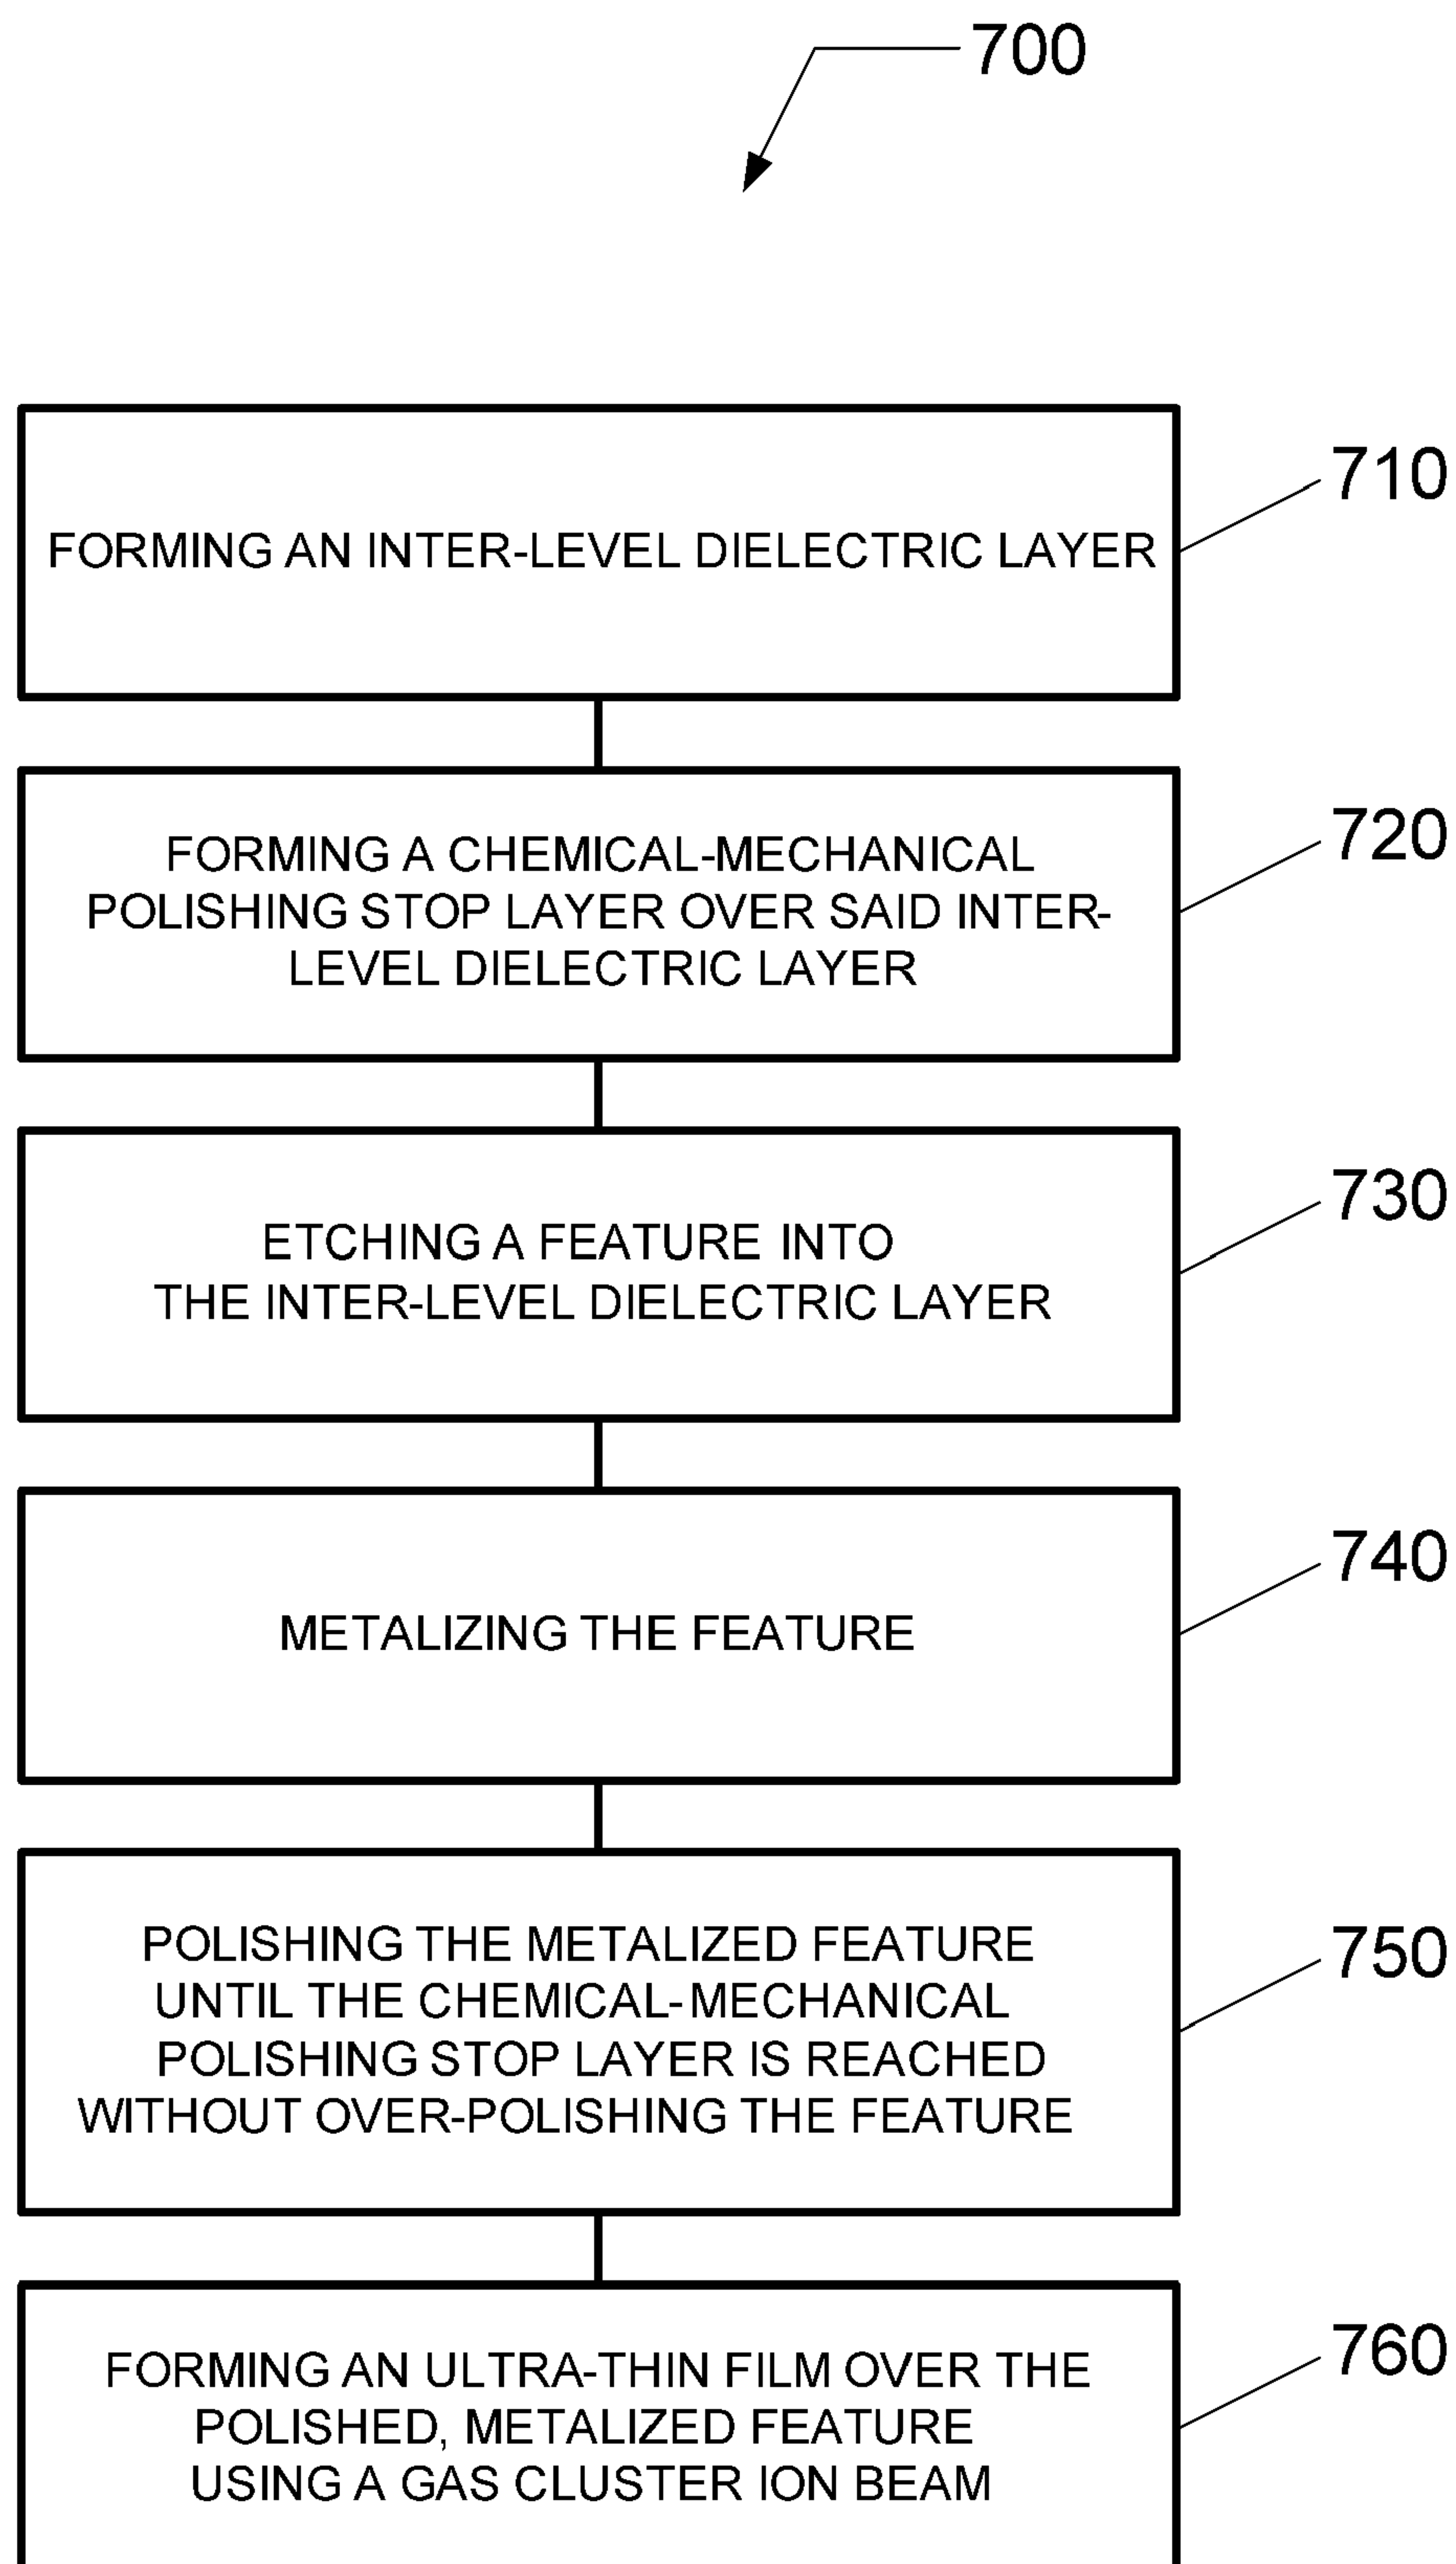 700
FORMING AN INTER-LEVEL DIELECTRIC LAYER
710
FORMING A CHEMICAL-MECHANICAL
POLISHING STOP LAYER OVER SAID INTER-
LEVEL DIELECTRIC LAYER
720
ETCHING A FEATURE INTO
THE INTER-LEVEL DIELECTRIC LAYER
730
METALIZING THE FEATURE
740
POLISHING THE METALIZED FEATURE
UNTIL THE CHEMICAL-MECHANICAL
POLISHING STOP LAYER IS REACHED
WITHOUT OVER-POLISHING THE FEATURE
750
FORMING AN ULTRA-THIN FILM OVER THE
POLISHED, METALIZED FEATURE
USING A GAS CLUSTER ION BEAM
760